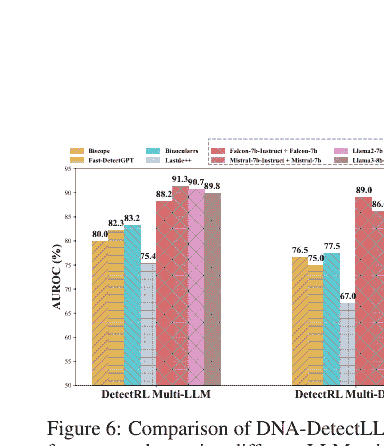 Biscope Binoculars Falcon-7b-Instruct + Falcon-7b Llama2-7b
Fast-DetectGPT Lastde++ Mistral-7b-Instruct + Mistral-7b Llama3-8b
95
90
85
80
75
70
65
60
55
50
AUROC (%)
80.0 82.3 83.2 75.4 88.2 91.3 90.7 89.8
76.5 75.0 77.5 67.0 89.0 86.
DetectRL Multi-LLM DetectRL Multi-D
Figure 6: Comparison of DNA-DetectLL